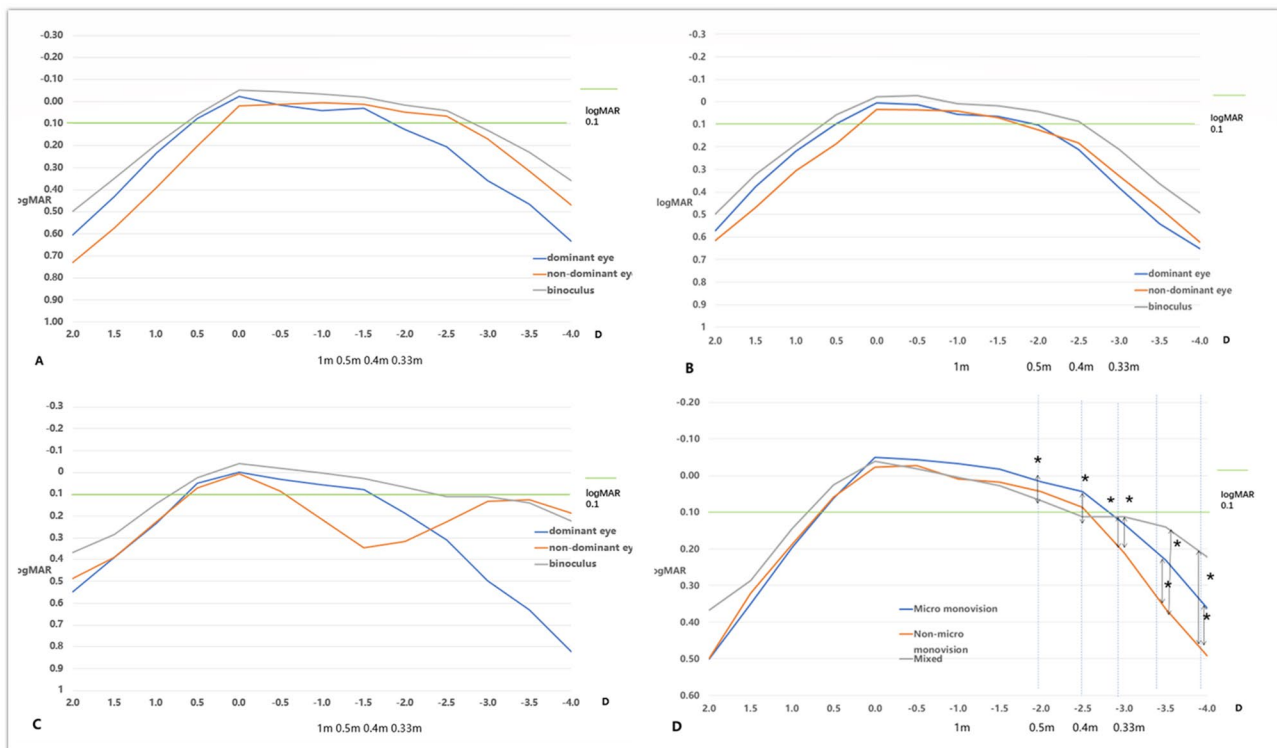 -0.30
-0.20
-0.10
0.00
0.10
0.20
0.30
0.40
ogMAR
0.50
0.60
0.70
0.80
0.90
1.00
2.0 1.5 1.0 0.5 0.0 -0.5 -1.0 -1.5 -2.0 -2.5 -3.0 -3.5 -4.0 D
1m 0.5m 0.4m 0.33m
logMAR
0.1
dominant eye
non-dominant ey
binoculus
A
-0.3
-0.2
-0.1
0
0.1
0.2
0.3
0.4
logMAR
0.5
0.6
0.7
0.8
0.9
1
2.0 1.5 1.0 0.5 0.0 -0.5 -1.0 -1.5 -2.0 -2.5 -3.0 -3.5 -4.0 D
1m 0.5m 0.4m 0.33m
logMAR
0.1
dominant eye
non-dominant eye
binoculus
B
-0.3
-0.2
-0.1
0
0.1
0.2
0.3
0.4
ogMAR
0.5
0.6
0.7
0.8
0.9
1
2.0 1.5 1.0 0.5 0.0 -0.5 -1.0 -1.5 -2.0 -2.5 -3.0 -3.5 -4.0 D
1m 0.5m 0.4m 0.33m
logMAR
0.1
dominant eye
non-dominant ey
binoculus
C
-0.20
-0.10
0.00
0.10
0.20
ogMAR
0.30
0.40
0.50
0.60
2.0 1.5 1.0 0.5 0.0 -0.5 -1.0 -1.5 -2.0 -2.5 -3.0 -3.5 -4.0 D
1m 0.5m 0.4m 0.33m
logMAR
0.1
* * * * * * * *
Micro monovision
Non-micro
monovision
Mixed
D